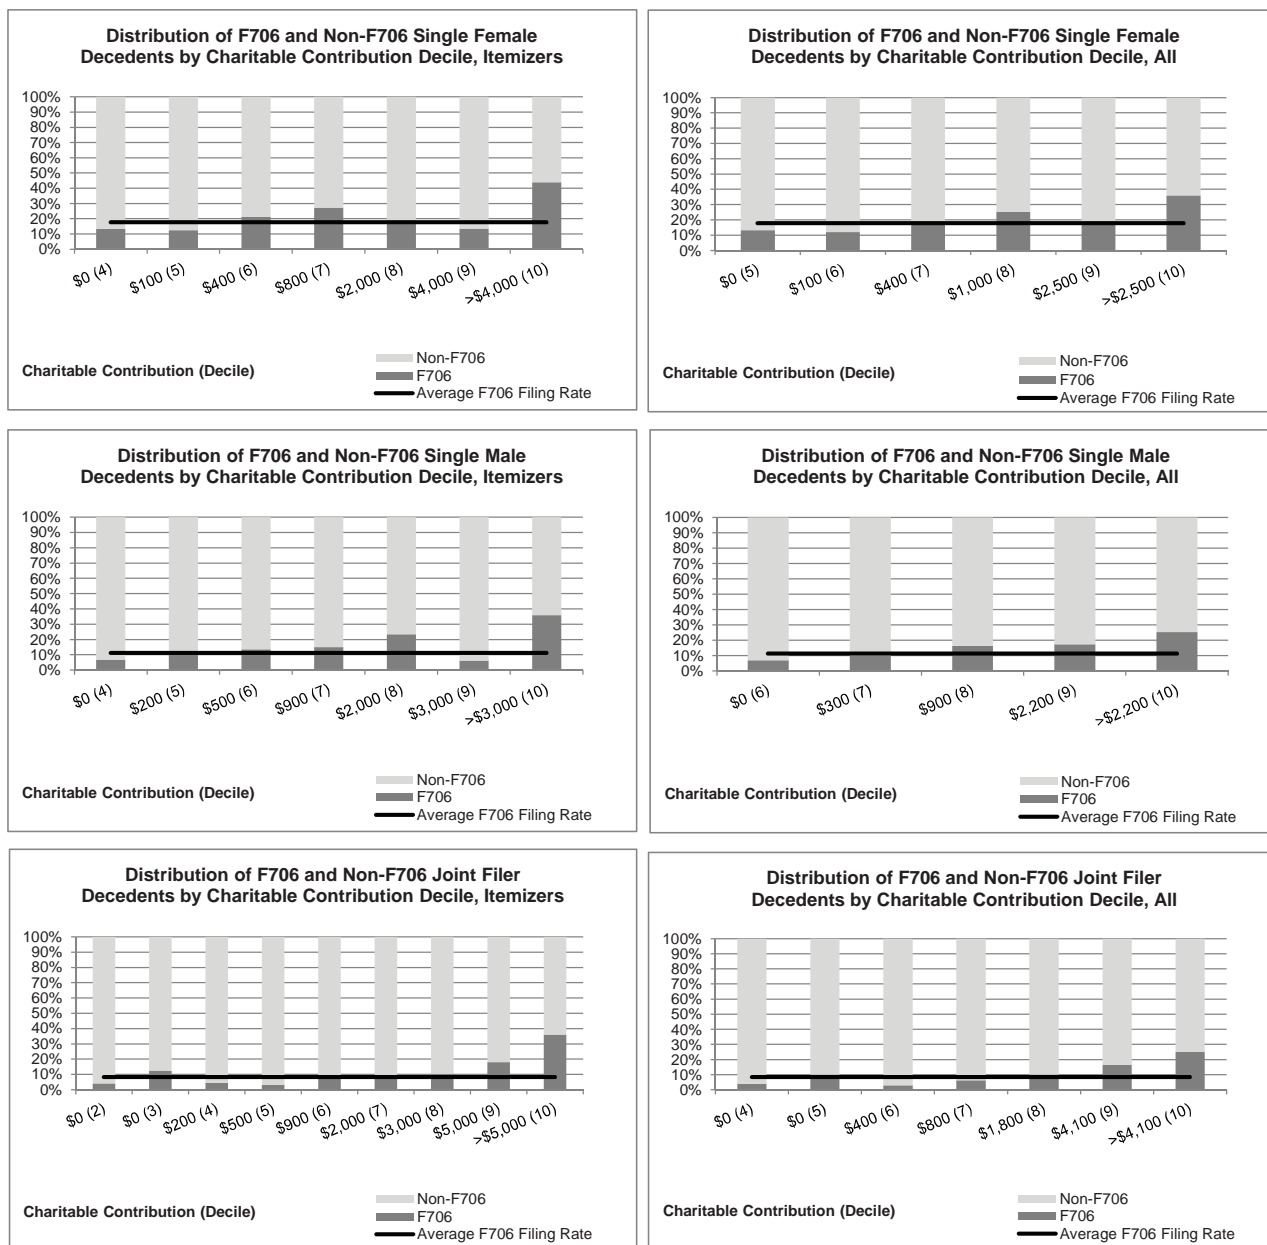 Distribution of F706 and Non-F706 Single Female
Decedents by Charitable Contribution Decile, Itemizers
100%
90%
80%
70%
60%
50%
40%
30%
20%
10%
0%
$0 (4)
$100 (5)
$400 (6)
$800 (7)
$2,000 (8)
$4,000 (9)
>$4,000 (10)
Charitable Contribution (Decile)
Non-F706
F706
Average F706 Filing Rate
Distribution of F706 and Non-F706 Single Female
Decedents by Charitable Contribution Decile, All
100%
90%
80%
70%
60%
50%
40%
30%
20%
10%
0%
$0 (5)
$100 (6)
$400 (7)
$1,000 (8)
$2,500 (9)
>$2,500 (10)
Charitable Contribution (Decile)
Non-F706
F706
Average F706 Filing Rate
Distribution of F706 and Non-F706 Single Male
Decedents by Charitable Contribution Decile, Itemizers
100%
90%
80%
70%
60%
50%
40%
30%
20%
10%
0%
$0 (4)
$200 (5)
$500 (6)
$900 (7)
$2,000 (8)
$3,000 (9)
>$3,000 (10)
Charitable Contribution (Decile)
Non-F706
F706
Average F706 Filing Rate
Distribution of F706 and Non-F706 Single Male
Decedents by Charitable Contribution Decile, All
100%
90%
80%
70%
60%
50%
40%
30%
20%
10%
0%
$0 (6)
$300 (7)
$900 (8)
$2,200 (9)
>$2,200 (10)
Charitable Contribution (Decile)
Non-F706
F706
Average F706 Filing Rate
Distribution of F706 and Non-F706 Joint Filer
Decedents by Charitable Contribution Decile, Itemizers
100%
90%
80%
70%
60%
50%
40%
30%
20%
10%
0%
$0 (2)
$0 (3)
$200 (4)
$500 (5)
$900 (6)
$2,000 (7)
$3,000 (8)
$5,000 (9)
>$5,000 (10)
Charitable Contribution (Decile)
Non-F706
F706
Average F706 Filing Rate
Distribution of F706 and Non-F706 Joint Filer
Decedents by Charitable Contribution Decile, All
100%
90%
80%
70%
60%
50%
40%
30%
20%
10%
0%
$0 (4)
$0 (5)
$400 (6)
$800 (7)
$1,800 (8)
$4,100 (9)
>$4,100 (10)
Charitable Contribution (Decile)
Non-F706
F706
Average F706 Filing Rate